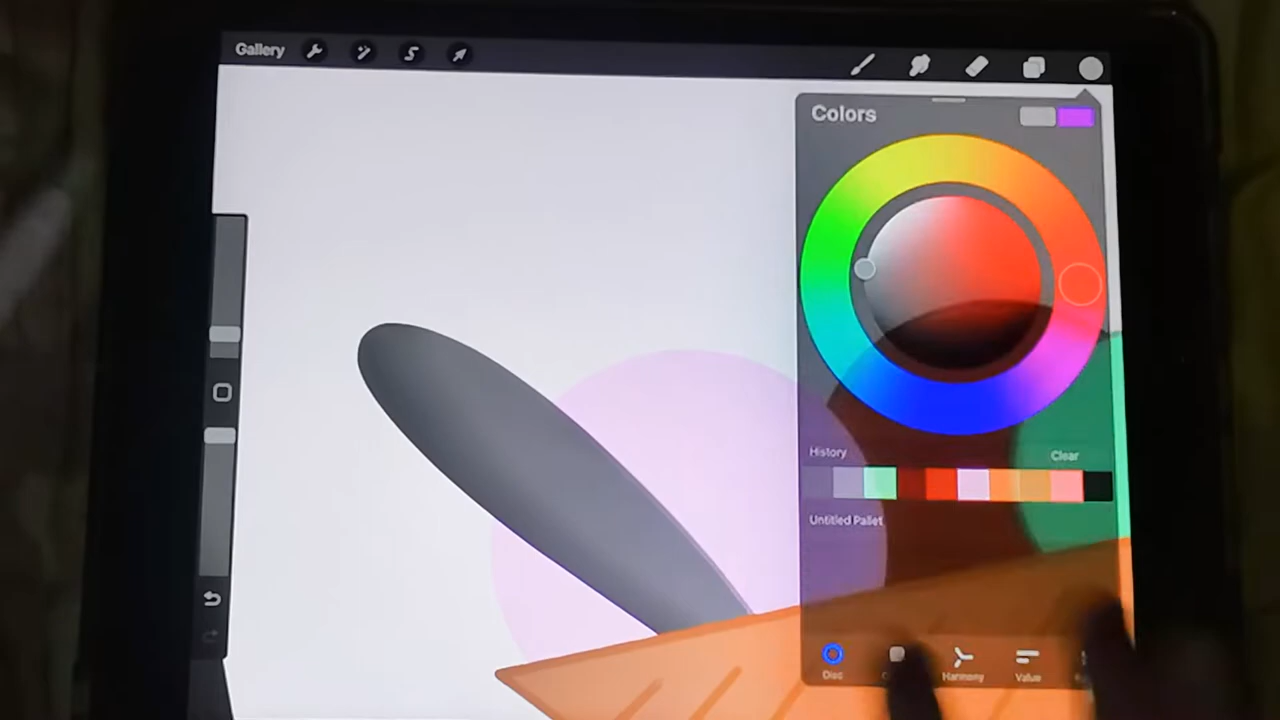 Gallery
Colors
History
Clear
Untitled Pallet
Disc
Harmony
Value